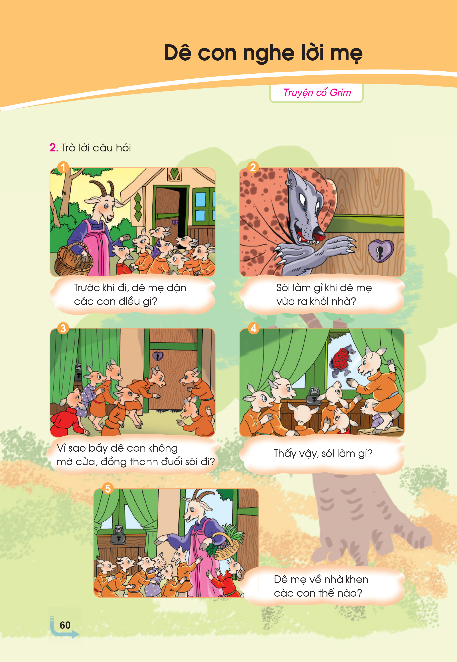 Dê con nghe lời mẹ
Truyện cổ Grim
2. Trả lời câu hỏi
1
2
Trước khi đi, dê mẹ dặn
các con điều gì?
Sói làm gì khi dê mẹ
vừa ra khỏi nhà?
3
4
Vì sao bầy dê con không
mở cửa, đồng thanh đuổi sói đi?
Thấy vậy, sói làm gì?
5
Dê mẹ về nhà khen
các con thế nào?
60